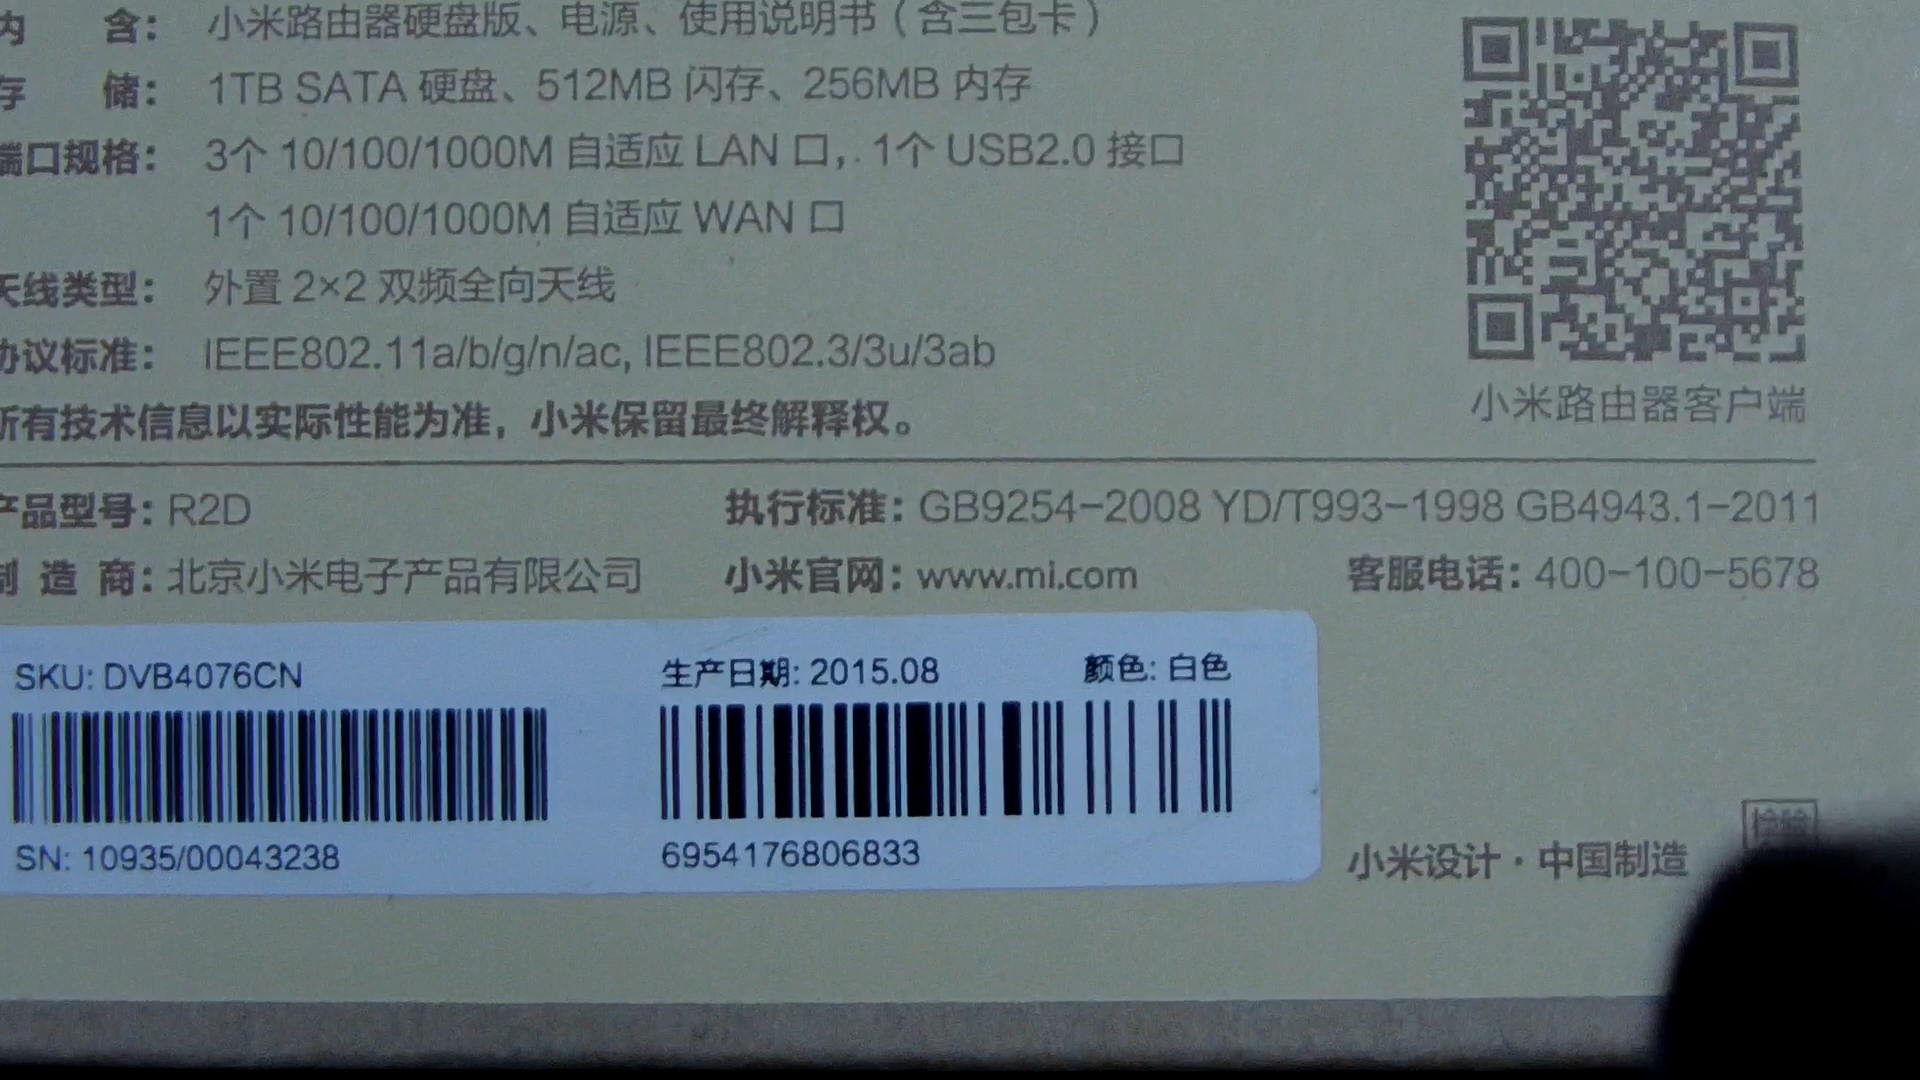 内 含：小米路由器硬盘版、电源、使用说明书（含三包卡）
存 储：1TB SATA 硬盘、512MB 闪存、256MB 内存
端口规格：3个 10/100/1000M 自适应 LAN 口，1个 USB2.0 接口
1个 10/100/1000M 自适应 WAN 口
天线类型：外置 2×2 双频全向天线
协议标准：IEEE802.11a/b/g/n/ac, IEEE802.3/3u/3ab
所有技术信息以实际性能为准，小米保留最终解释权。
小米路由器客户端
产品型号：R2D 执行标准：GB9254-2008 YD/T993-1998 GB4943.1-2011
制 造 商：北京小米电子产品有限公司 小米官网：www.mi.com 客服电话：400-100-5678
SKU: DVB4076CN 生产日期: 2015.08 颜色: 白色
SN: 10935/00043238 6954176806833
小米设计·中国制造
检验